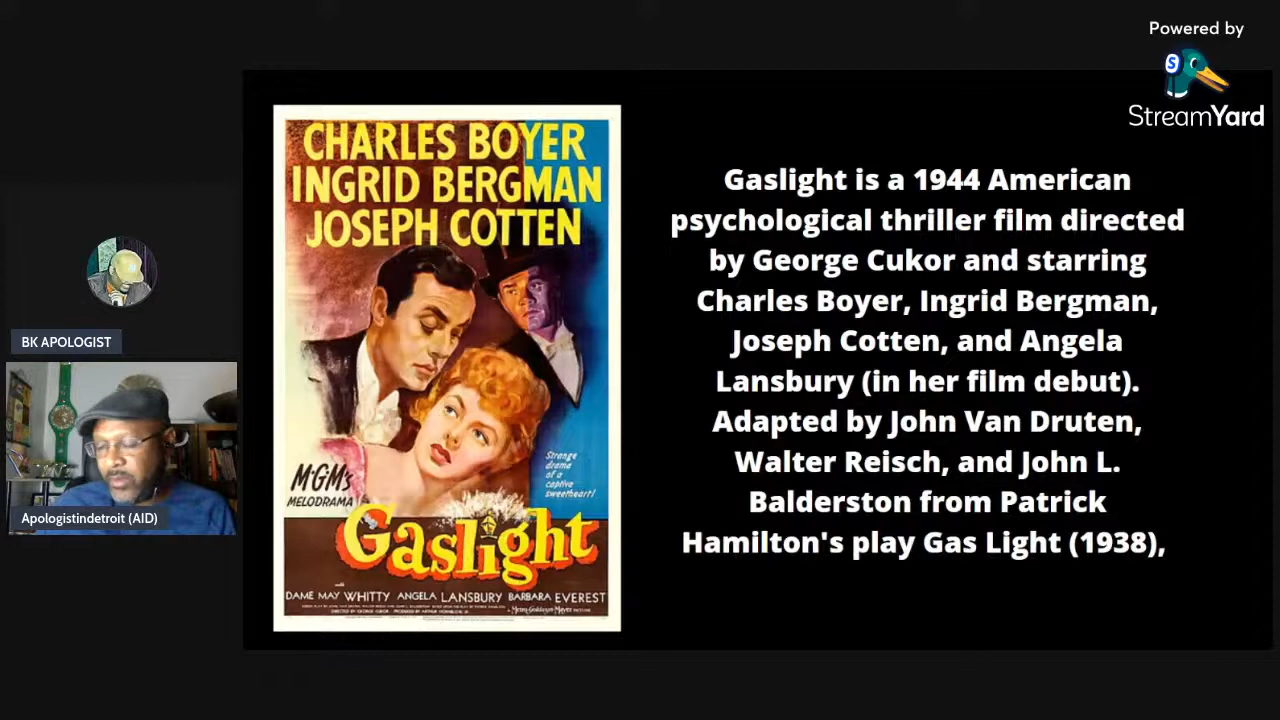 Powered by
StreamYard
CHARLES BOYER
INGRID BERGMAN
JOSEPH COTTEN
M-G-M's
MELODRAMA
Strange
drama
of a
captive
sweetheart!
Gaslight
with
DAME MAY WHITTY ANGELA LANSBURY BARBARA EVEREST
Gaslight is a 1944 American
psychological thriller film directed
by George Cukor and starring
Charles Boyer, Ingrid Bergman,
Joseph Cotten, and Angela
Lansbury (in her film debut).
Adapted by John Van Druten,
Walter Reisch, and John L.
Balderston from Patrick
Hamilton's play Gas Light (1938),
BK APOLOGIST
Apologistindetroit (AID)